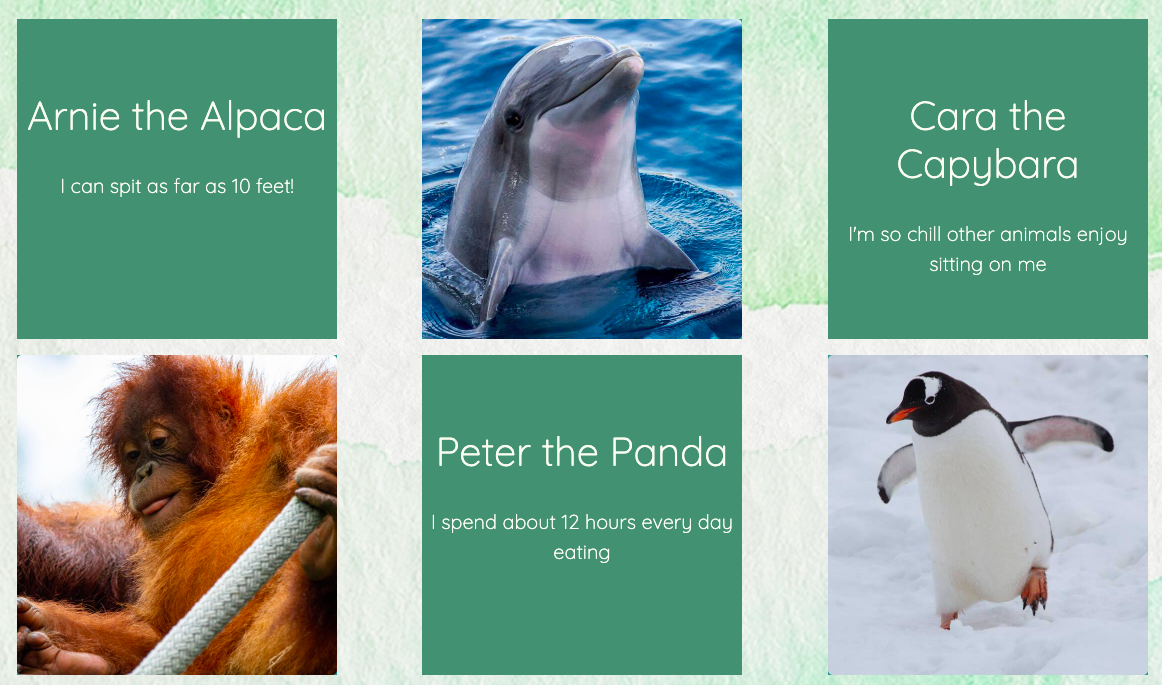 Arnie the Alpaca
I can spit as far as 10 feet!
Cara the
Capybara
I'm so chill other animals enjoy
sitting on me
Peter the Panda
I spend about 12 hours every day
eating